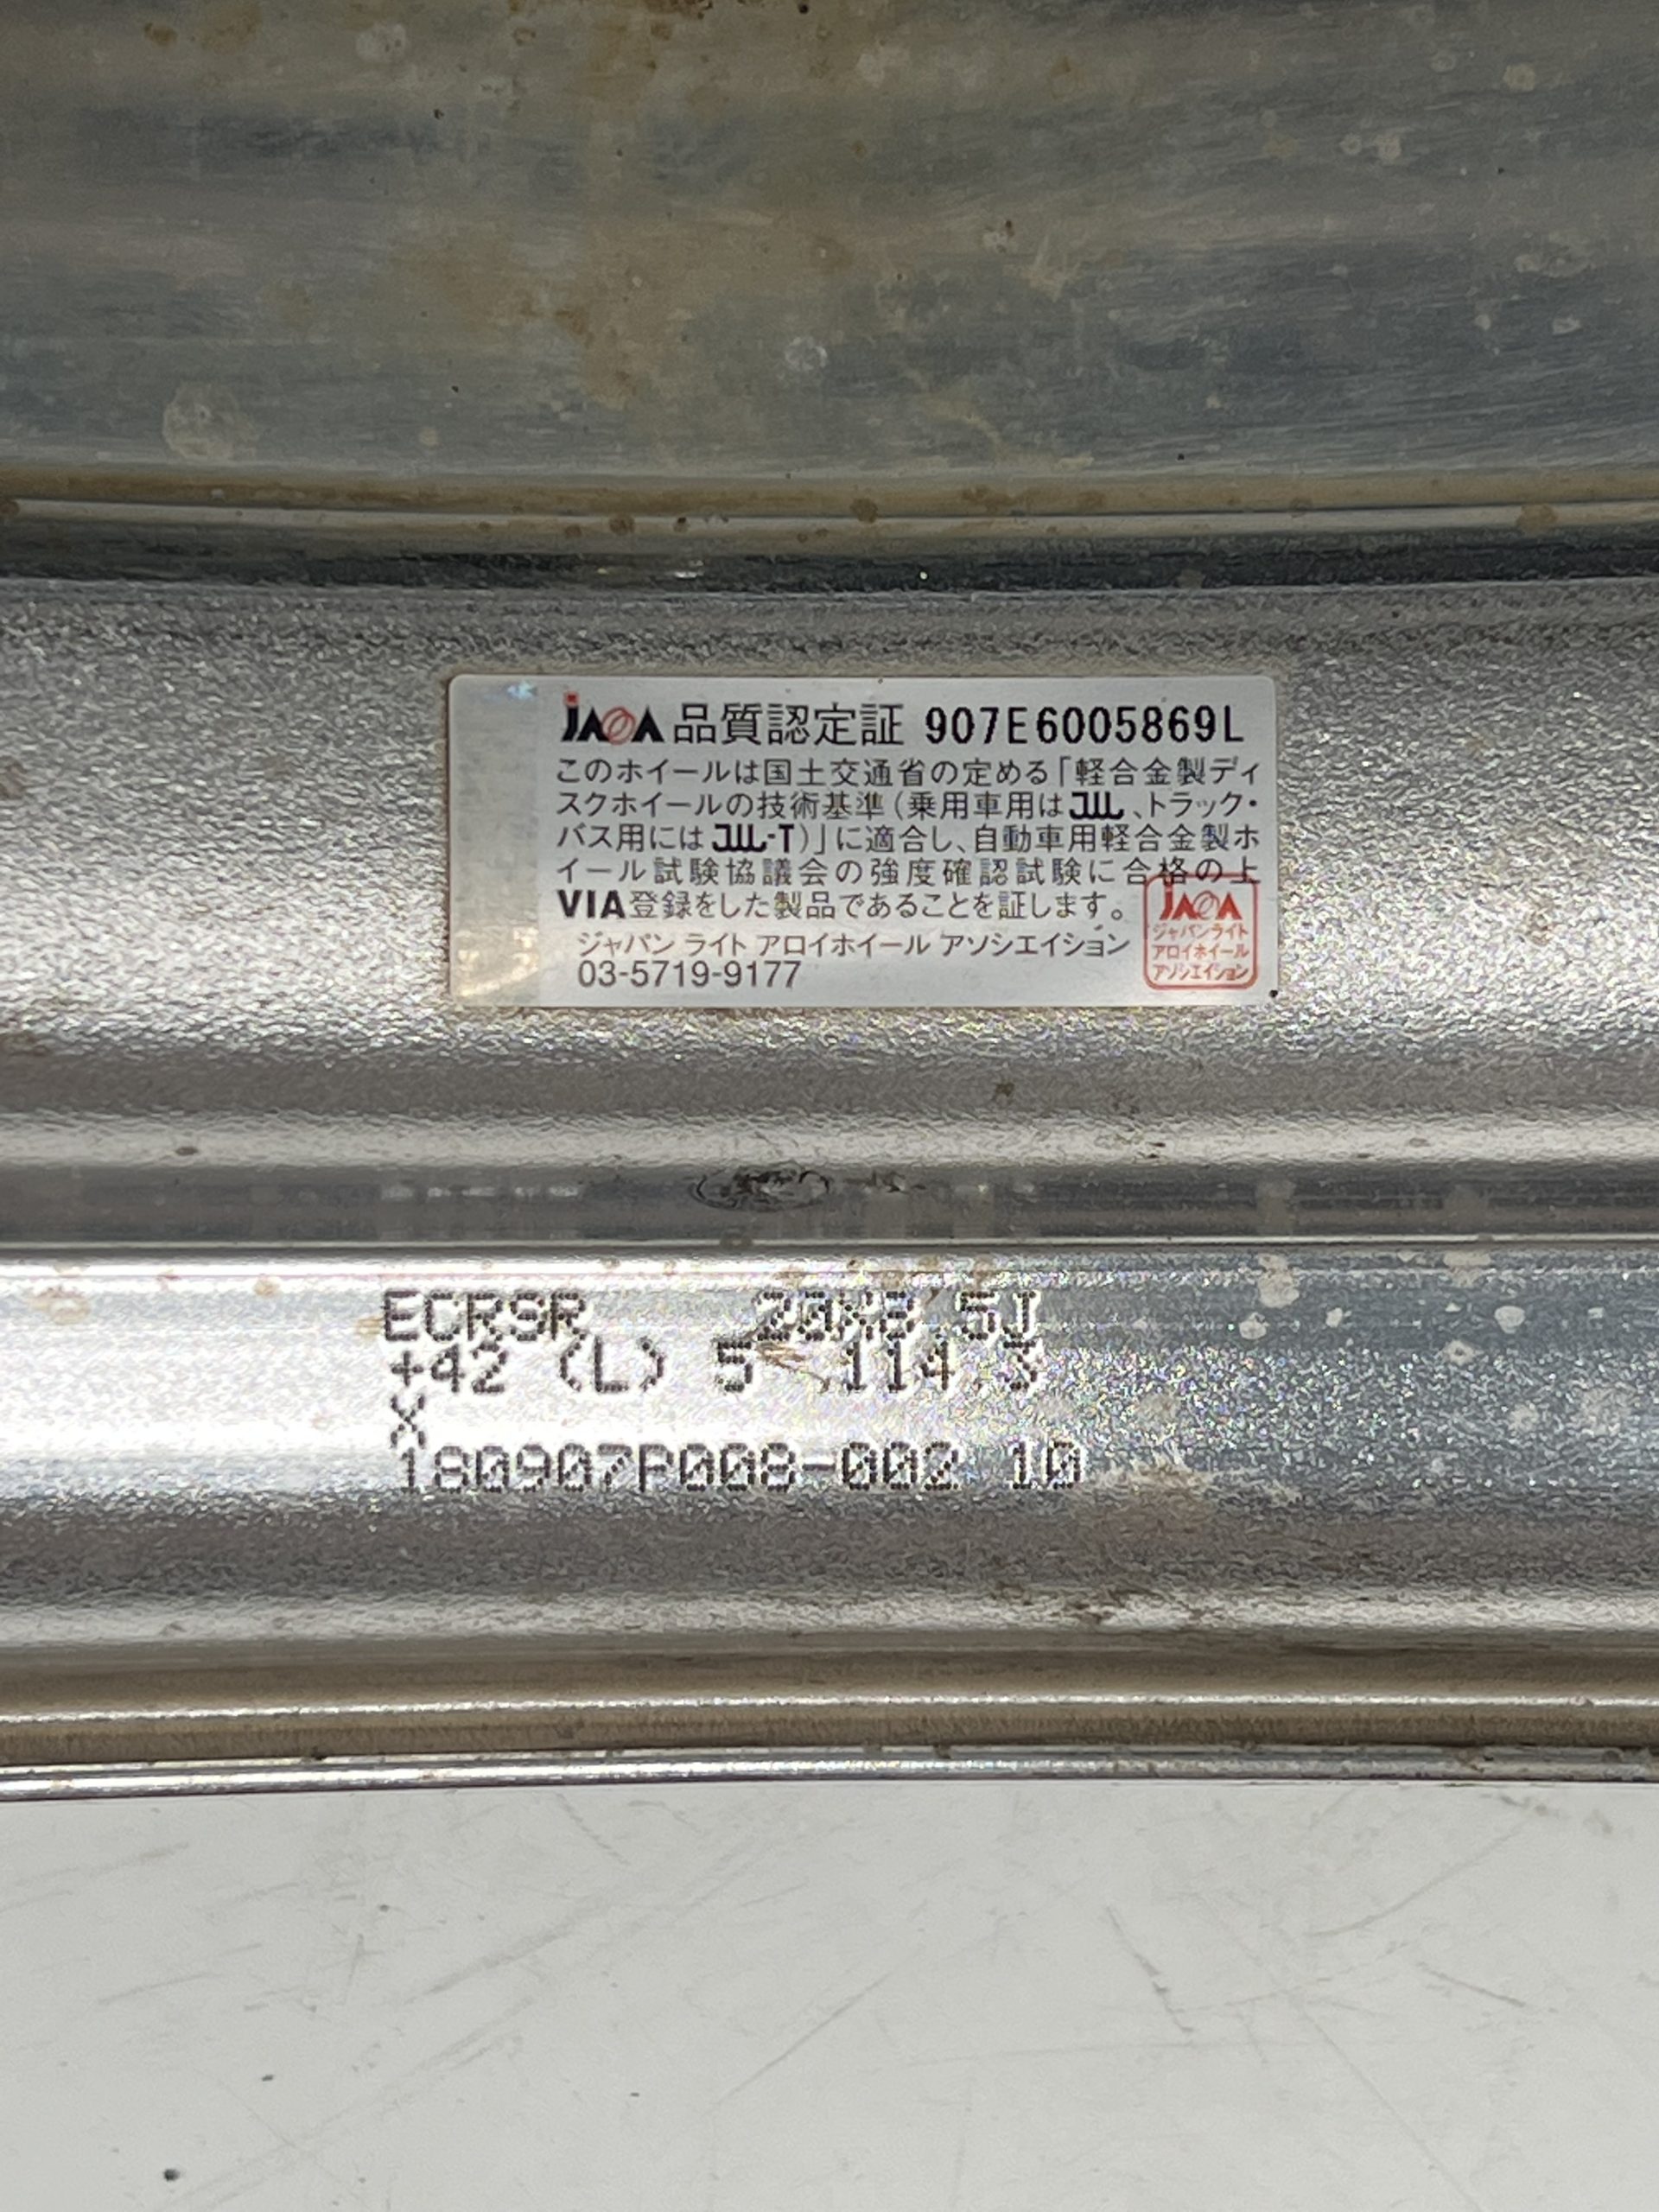 JAWA 品質認定証 907E6005869L
このホイールは国土交通省の定める「軽合金製ディ
スクホイールの技術基準(乗用車用はJWL、トラック・
バス用にはJWL-T)」に適合し、自動車用軽合金製ホ
イール試験協議会の強度確認試験に合格の上
VIA登録をした製品であることを証します。
ジャパン ライト アロイホイール アソシエイション
03-5719-9177
JAWA
ジャパンライト
アロイホイール
アソシエイション
ECRSR 20X8.5J
+42 (L) 5 114.3
X
180907P008-002 10